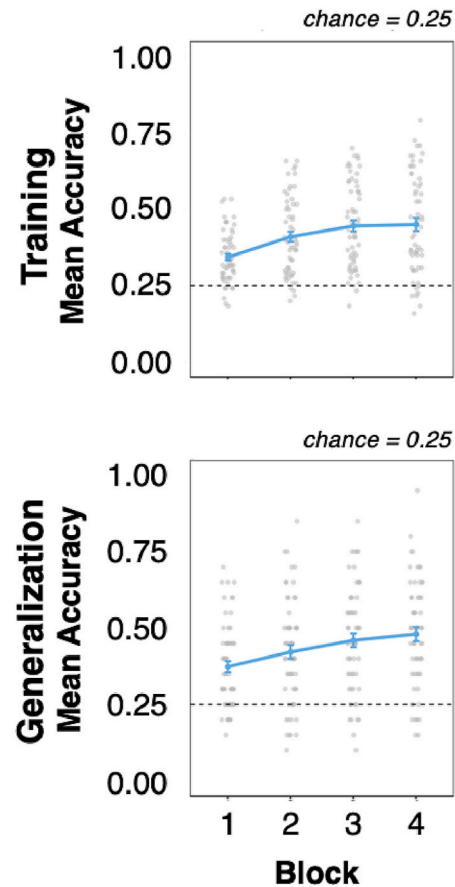 chance = 0.25
Training
Mean Accuracy
1.00
0.75
0.50
0.25
0.00
chance = 0.25
Generalization
Mean Accuracy
1.00
0.75
0.50
0.25
0.00
1 2 3 4
Block